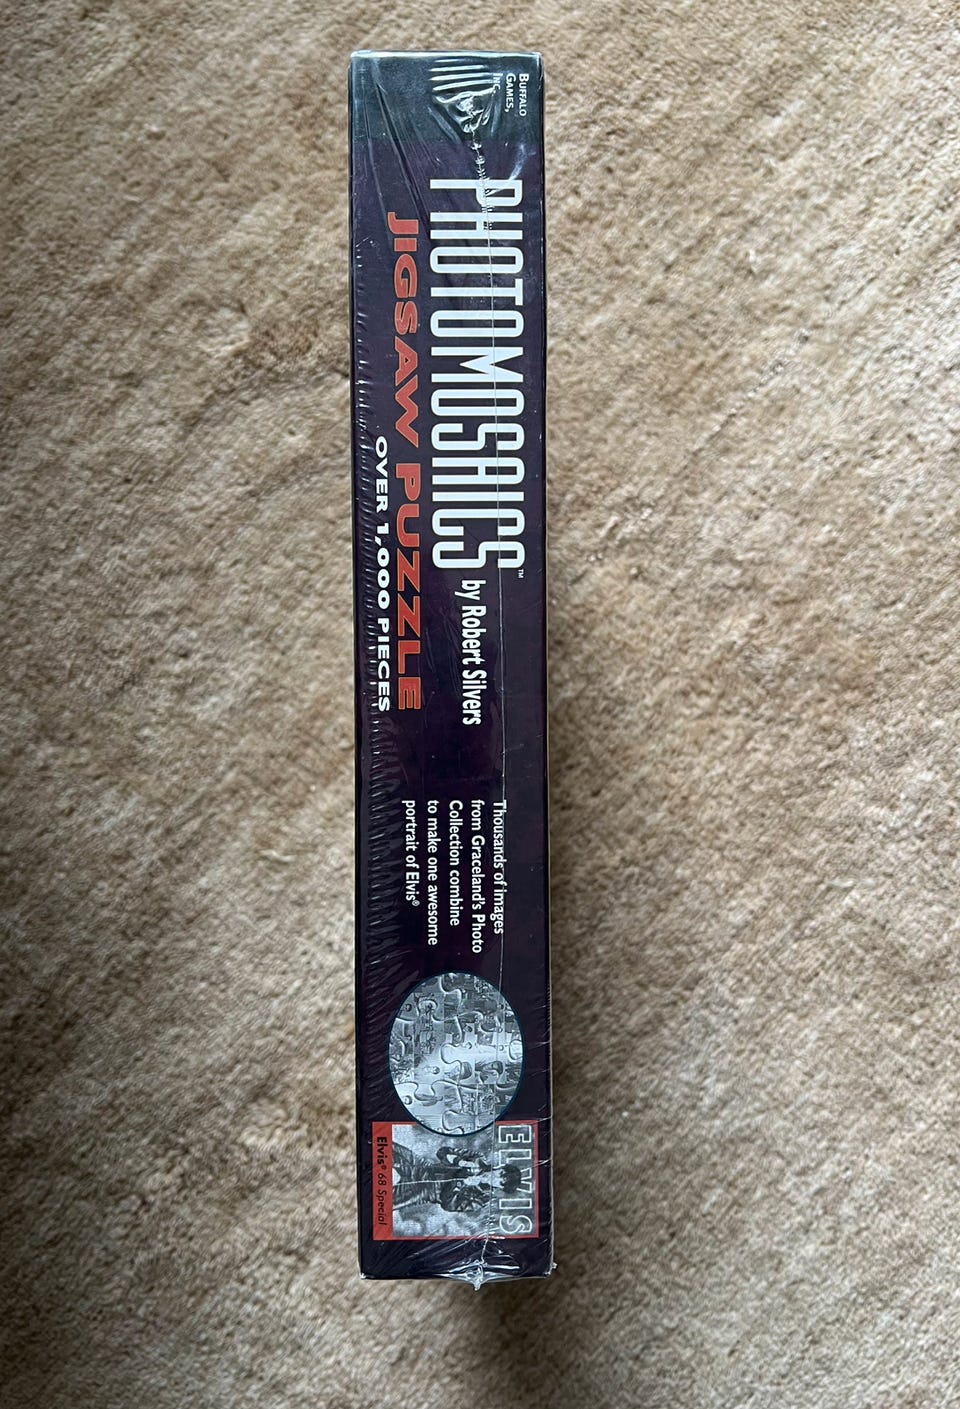 BUFFALO
GAMES,
INC.
PHOTOMOSAICS™
by Robert Silvers
JIGSAW PUZZLE
OVER 1,000 PIECES
Thousands of images
from Graceland's Photo
Collection combine
to make one awesome
portrait of Elvis®
ELVIS
Elvis® 68 Special